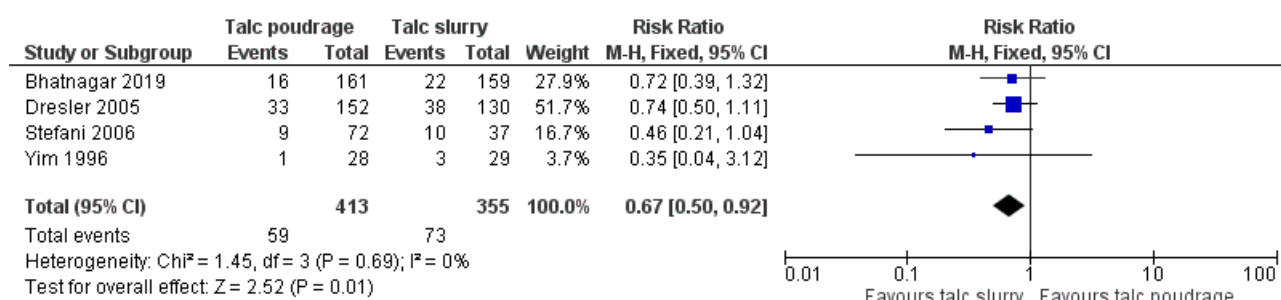 Talc poudrage Talc slurry Risk Ratio Risk Ratio
Study or Subgroup Events Total Events Total Weight M-H, Fixed, 95% CI M-H, Fixed, 95% CI
Bhatnagar 2019 16 161 22 159 27.9% 0.72 [0.39, 1.32]
Dresler 2005 33 152 38 130 51.7% 0.74 [0.50, 1.11]
Stefani 2006 9 72 10 37 16.7% 0.46 [0.21, 1.04]
Yim 1996 1 28 3 29 3.7% 0.35 [0.04, 3.12]
Total (95% CI) 413 355 100.0% 0.67 [0.50, 0.92]
Total events 59 73
Heterogeneity: Chi² = 1.45, df = 3 (P = 0.69); I² = 0%
Test for overall effect: Z = 2.52 (P = 0.01)
0.01 0.1 1 10 100
Favours talc slurry Favours talc poudrage